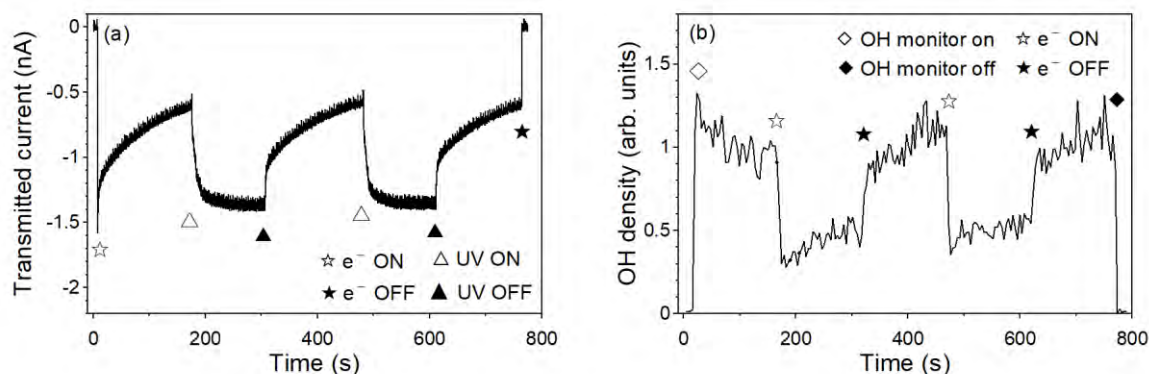 (a)
Transmitted current (nA)
0
-0.5
-1
-1.5
-2
☆ e⁻ ON △ UV ON
★ e⁻ OFF ▲ UV OFF
0 200 400 600 800
Time (s)
(b)
OH density (arb. units)
◇ OH monitor on ☆ e⁻ ON
◆ OH monitor off ★ e⁻ OFF
1.5
1
0.5
0
0 200 400 600 800
Time (s)